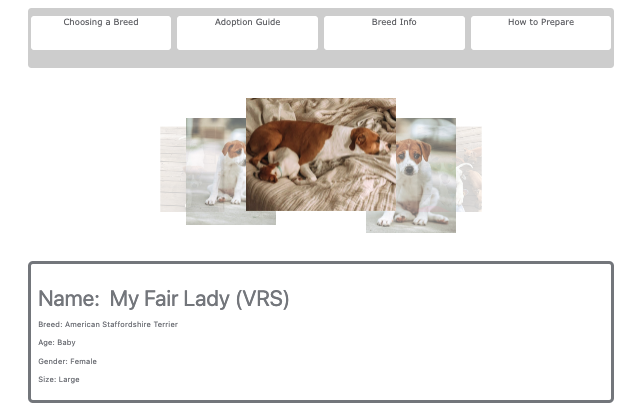 Choosing a Breed
Adoption Guide
Breed Info
How to Prepare
Name: My Fair Lady (VRS)
Breed: American Staffordshire Terrier
Age: Baby
Gender: Female
Size: Large